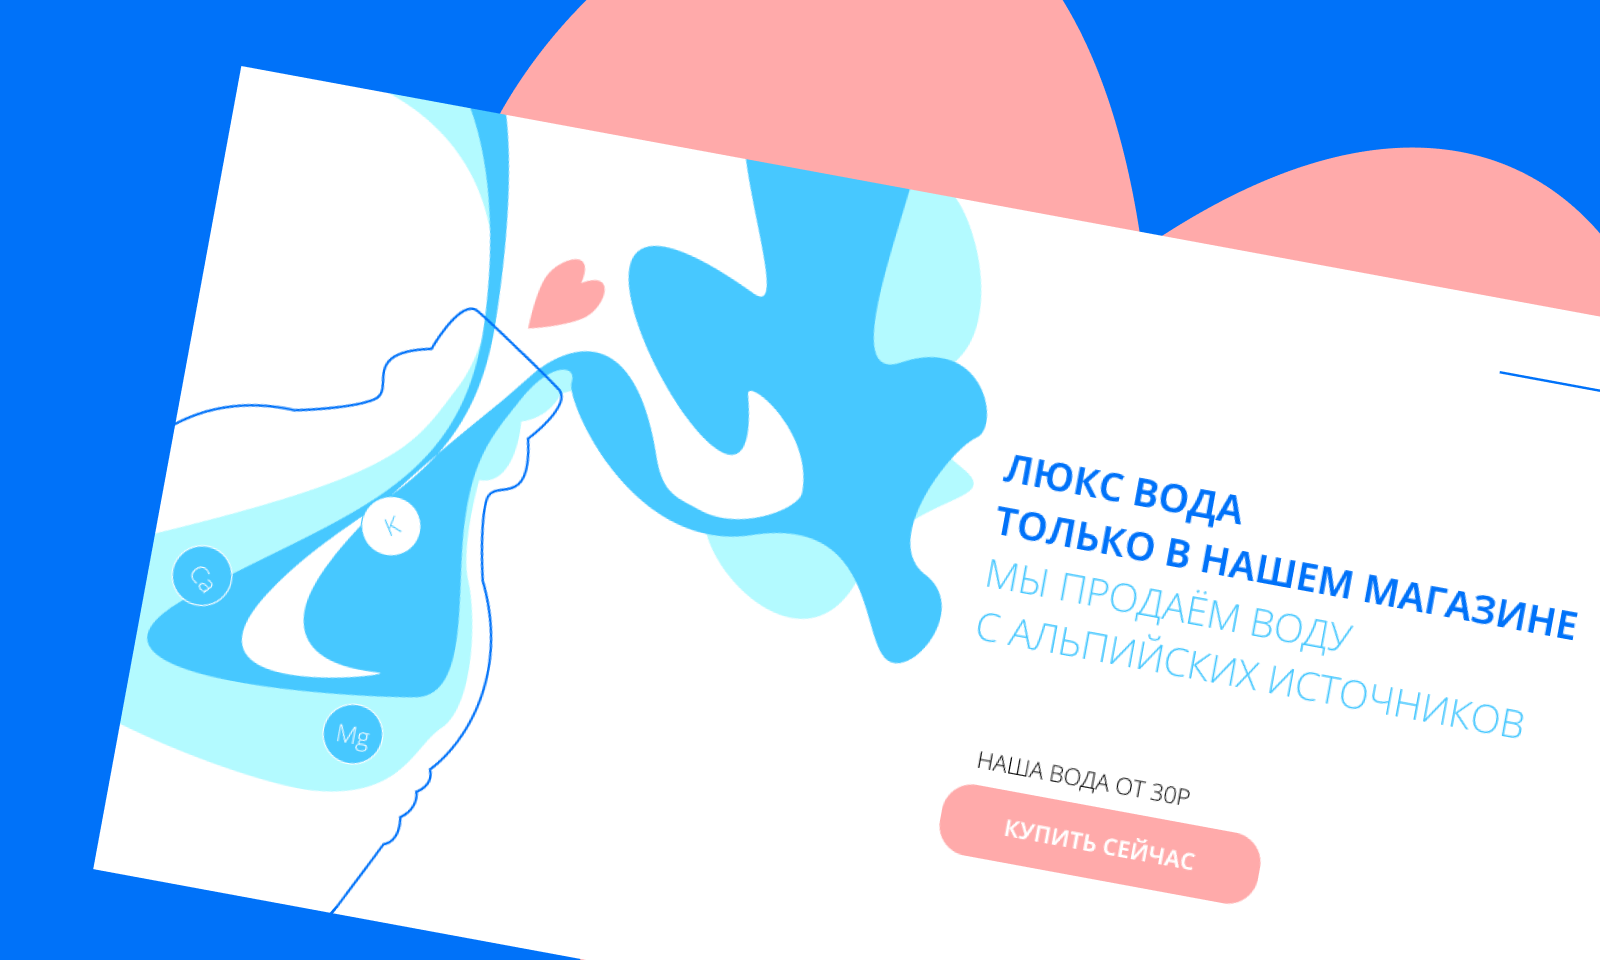 K
Ca
Mg
ЛЮКС ВОДА
ТОЛЬКО В НАШЕМ МАГАЗИНЕ
МЫ ПРОДАЁМ ВОДУ
С АЛЬПИЙСКИХ ИСТОЧНИКОВ
НАША ВОДА ОТ 30Р
КУПИТЬ СЕЙЧАС